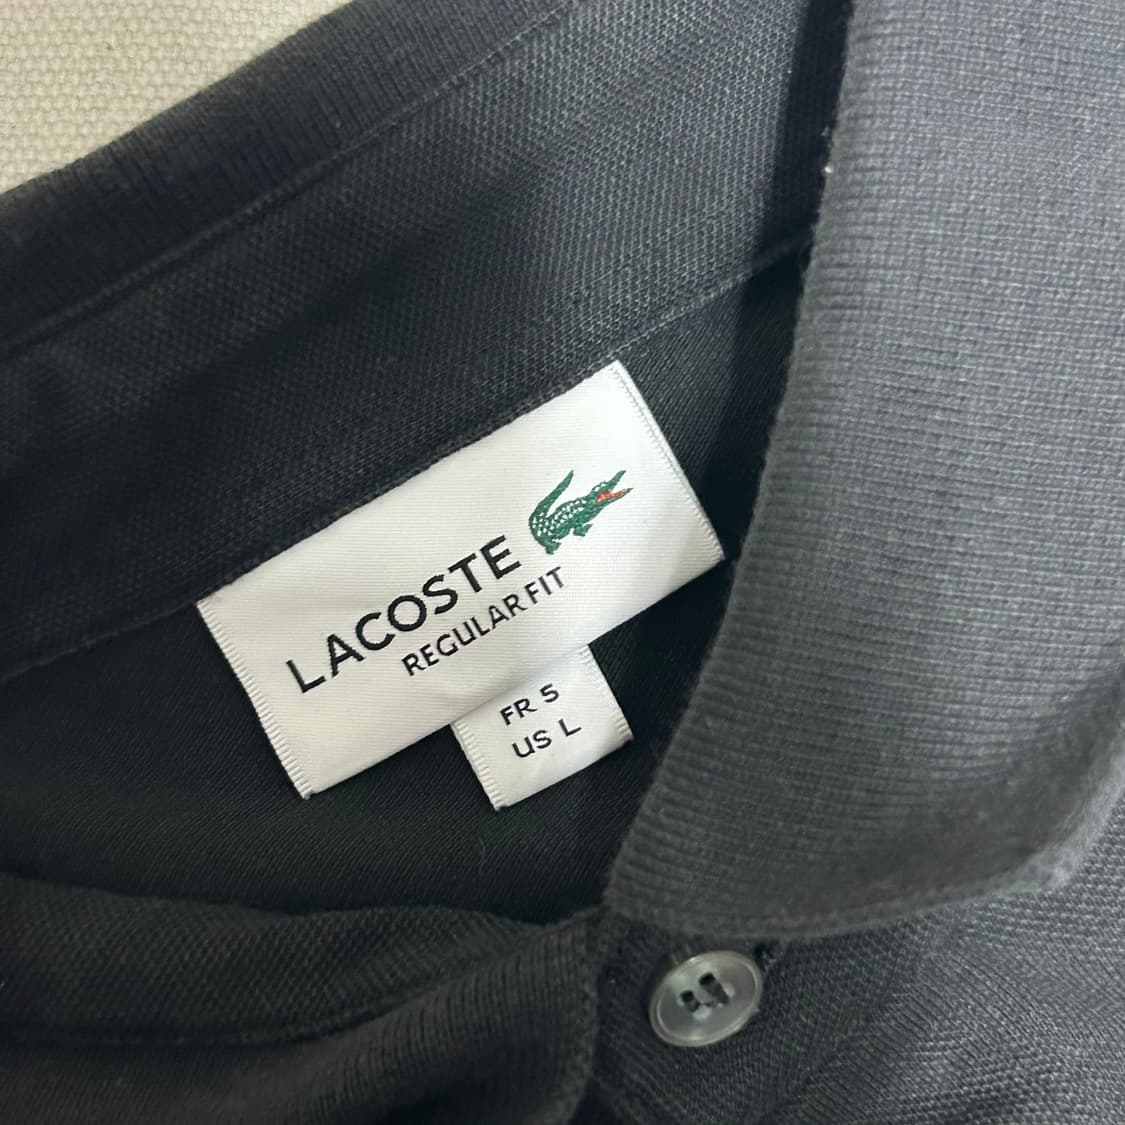 LACOSTE
REGULAR FIT
FR 5
US L